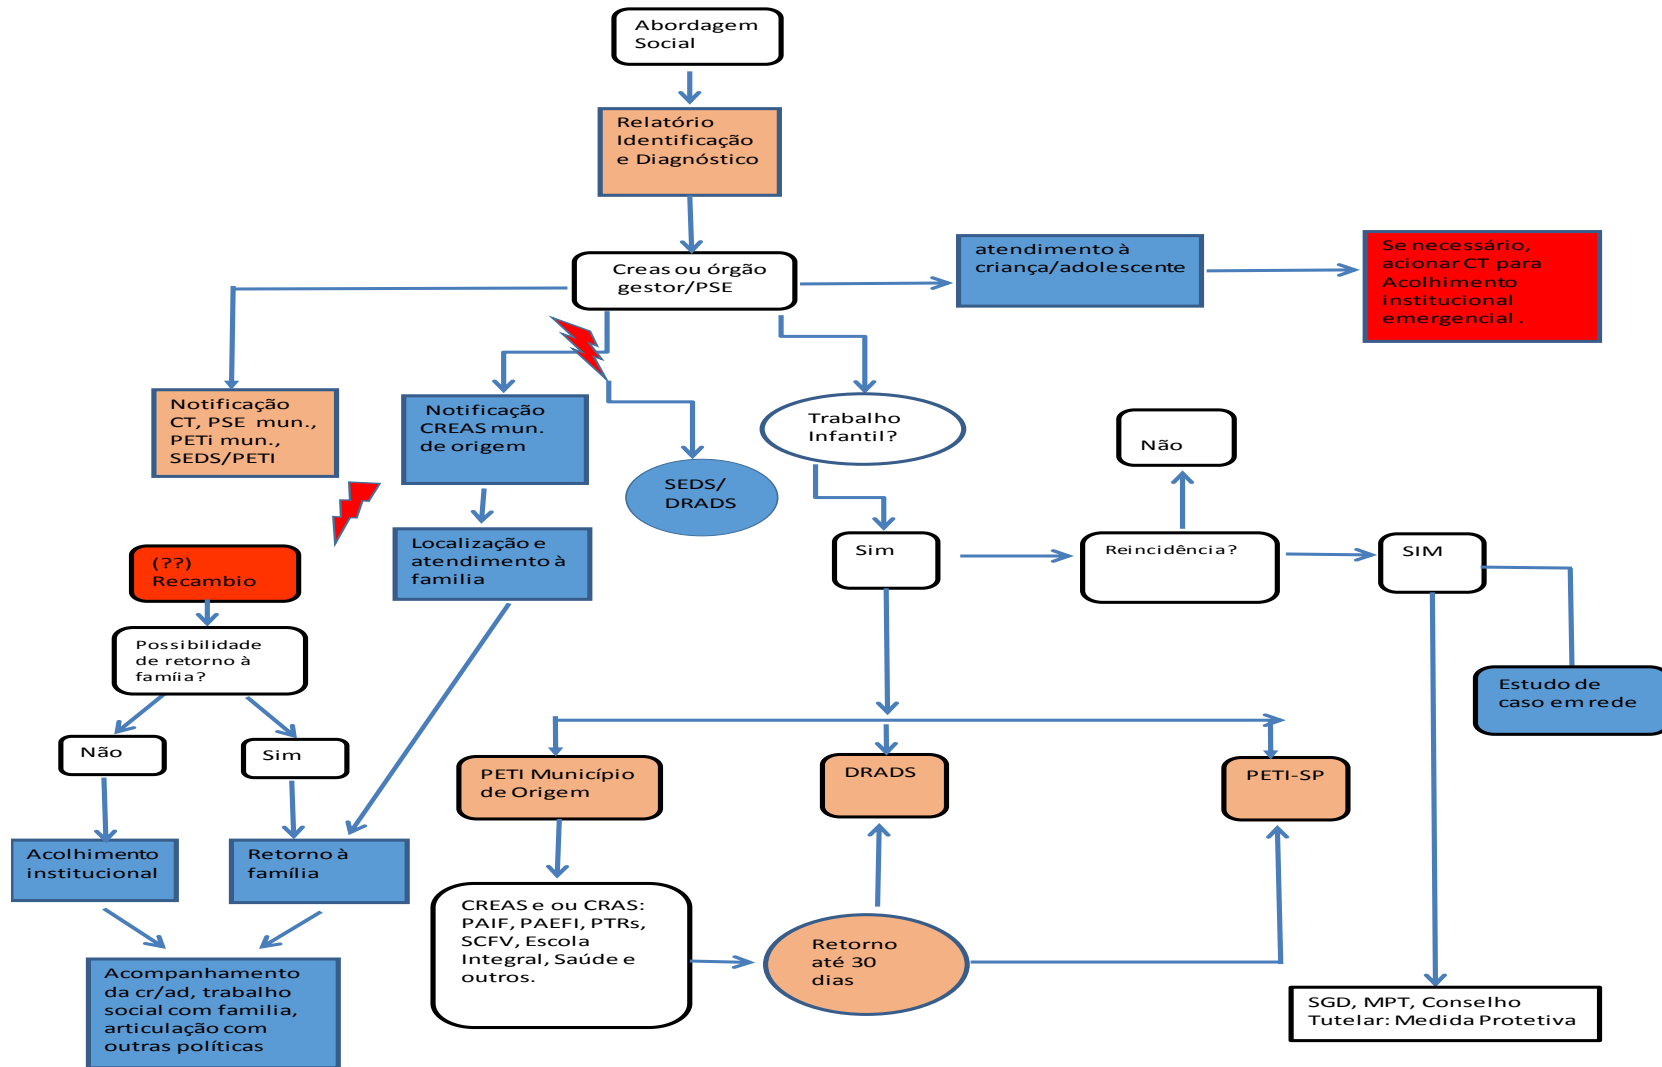 Abordagem
Social
Relatório
Identificação
e Diagnóstico
Creas ou órgão
gestor/PSE
atendimento à
criança/adolescente
Se necessário,
acionar CT para
Acolhimento
institucional
emergencial .
Notificação
CT, PSE mun.,
PETi mun.,
SEDS/PETI
Notificação
CREAS mun.
de origem
SEDS/
DRADS
Trabalho
Infantil?
Não
Localização e
atendimento à
familia
Sim
Reincidência?
SIM
(??)
Recambio
Possibilidade
de retorno à
famíia?
Estudo de
caso em rede
Não
Sim
PETI Município
de Origem
DRADS
PETI-SP
Acolhimento
institucional
Retorno à
família
CREAS e ou CRAS:
PAIF, PAEFI, PTRs,
SCFV, Escola
Integral, Saúde e
outros.
Retorno
até 30
dias
Acompanhamento
da cr/ad, trabalho
social com familia,
articulação com
outras políticas
SGD, MPT, Conselho
Tutelar: Medida Protetiva